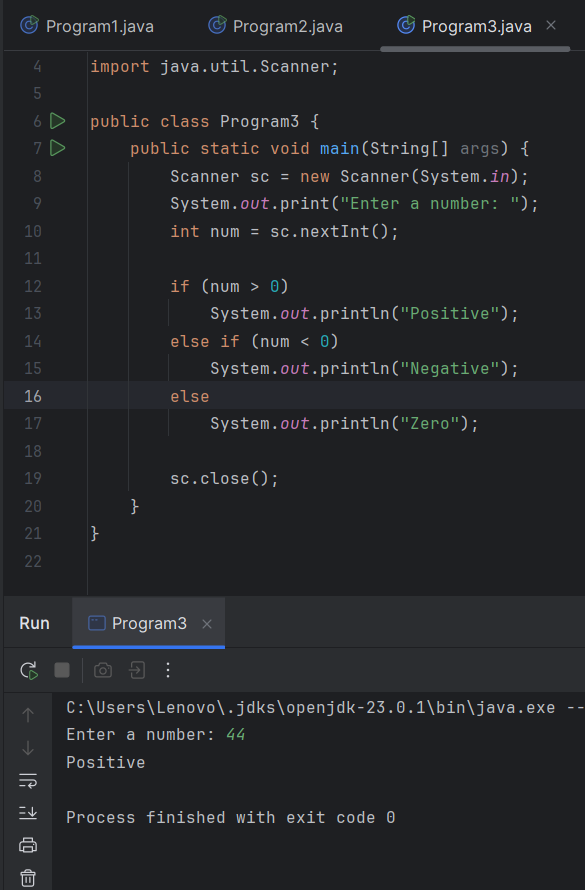 Program1.java Program2.java Program3.java
4 import java.util.Scanner;
5
6 public class Program3 {
7     public static void main(String[] args) {
8         Scanner sc = new Scanner(System.in);
9         System.out.print("Enter a number: ");
10         int num = sc.nextInt();
11
12         if (num > 0)
13             System.out.println("Positive");
14         else if (num < 0)
15             System.out.println("Negative");
16         else
17             System.out.println("Zero");
18
19         sc.close();
20     }
21 }
22
Run Program3
C:\Users\Lenovo\.jdks\openjdk-23.0.1\bin\java.exe --
Enter a number: 44
Positive
Process finished with exit code 0